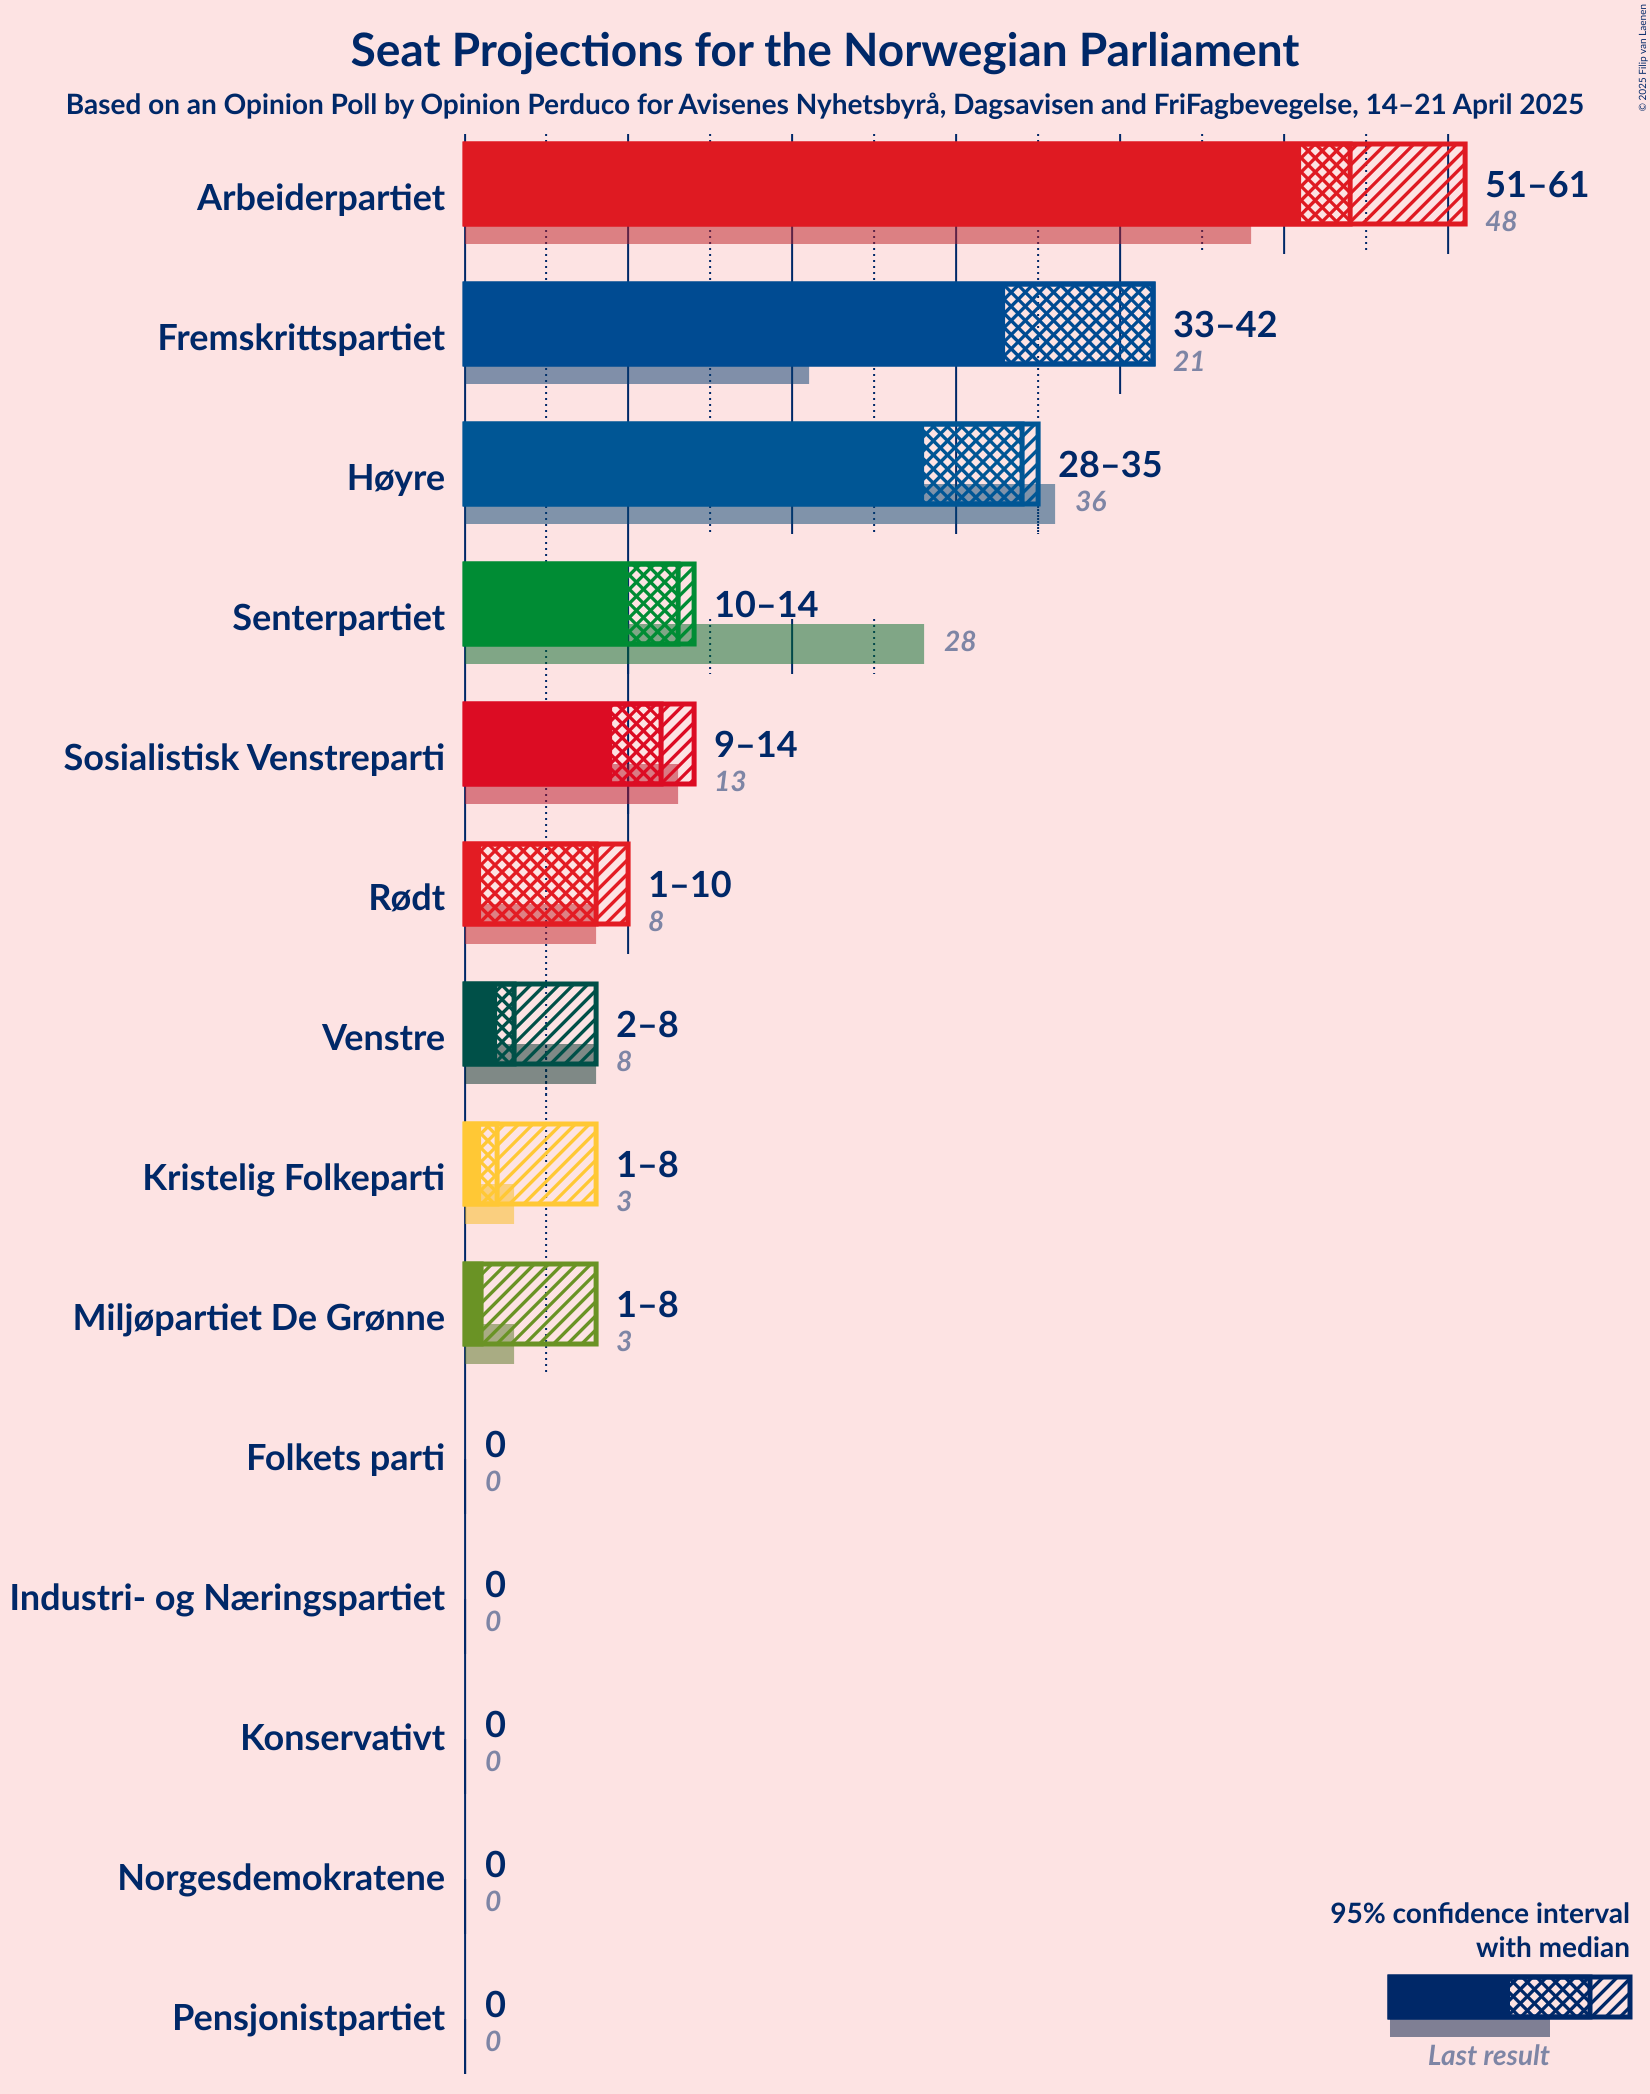 Seat Projections for the Norwegian Parliament
Based on an Opinion Poll by Opinion Perduco for Avisenes Nyhetsbyrå, Dagsavisen and FriFagbevegelse, 14–21 April 2025
© 2025 Filip van Laenen
Arbeiderpartiet
51–61
48
Fremskrittspartiet
33–42
21
Høyre
28–35
36
Senterpartiet
10–14
28
Sosialistisk Venstreparti
9–14
13
Rødt
1–10
8
Venstre
2–8
8
Kristelig Folkeparti
1–8
3
Miljøpartiet De Grønne
1–8
3
Folkets parti
0
0
Industri- og Næringspartiet
0
0
Konservativt
0
0
Norgesdemokratene
0
0
Pensjonistpartiet
0
0
95% confidence interval
with median
Last result